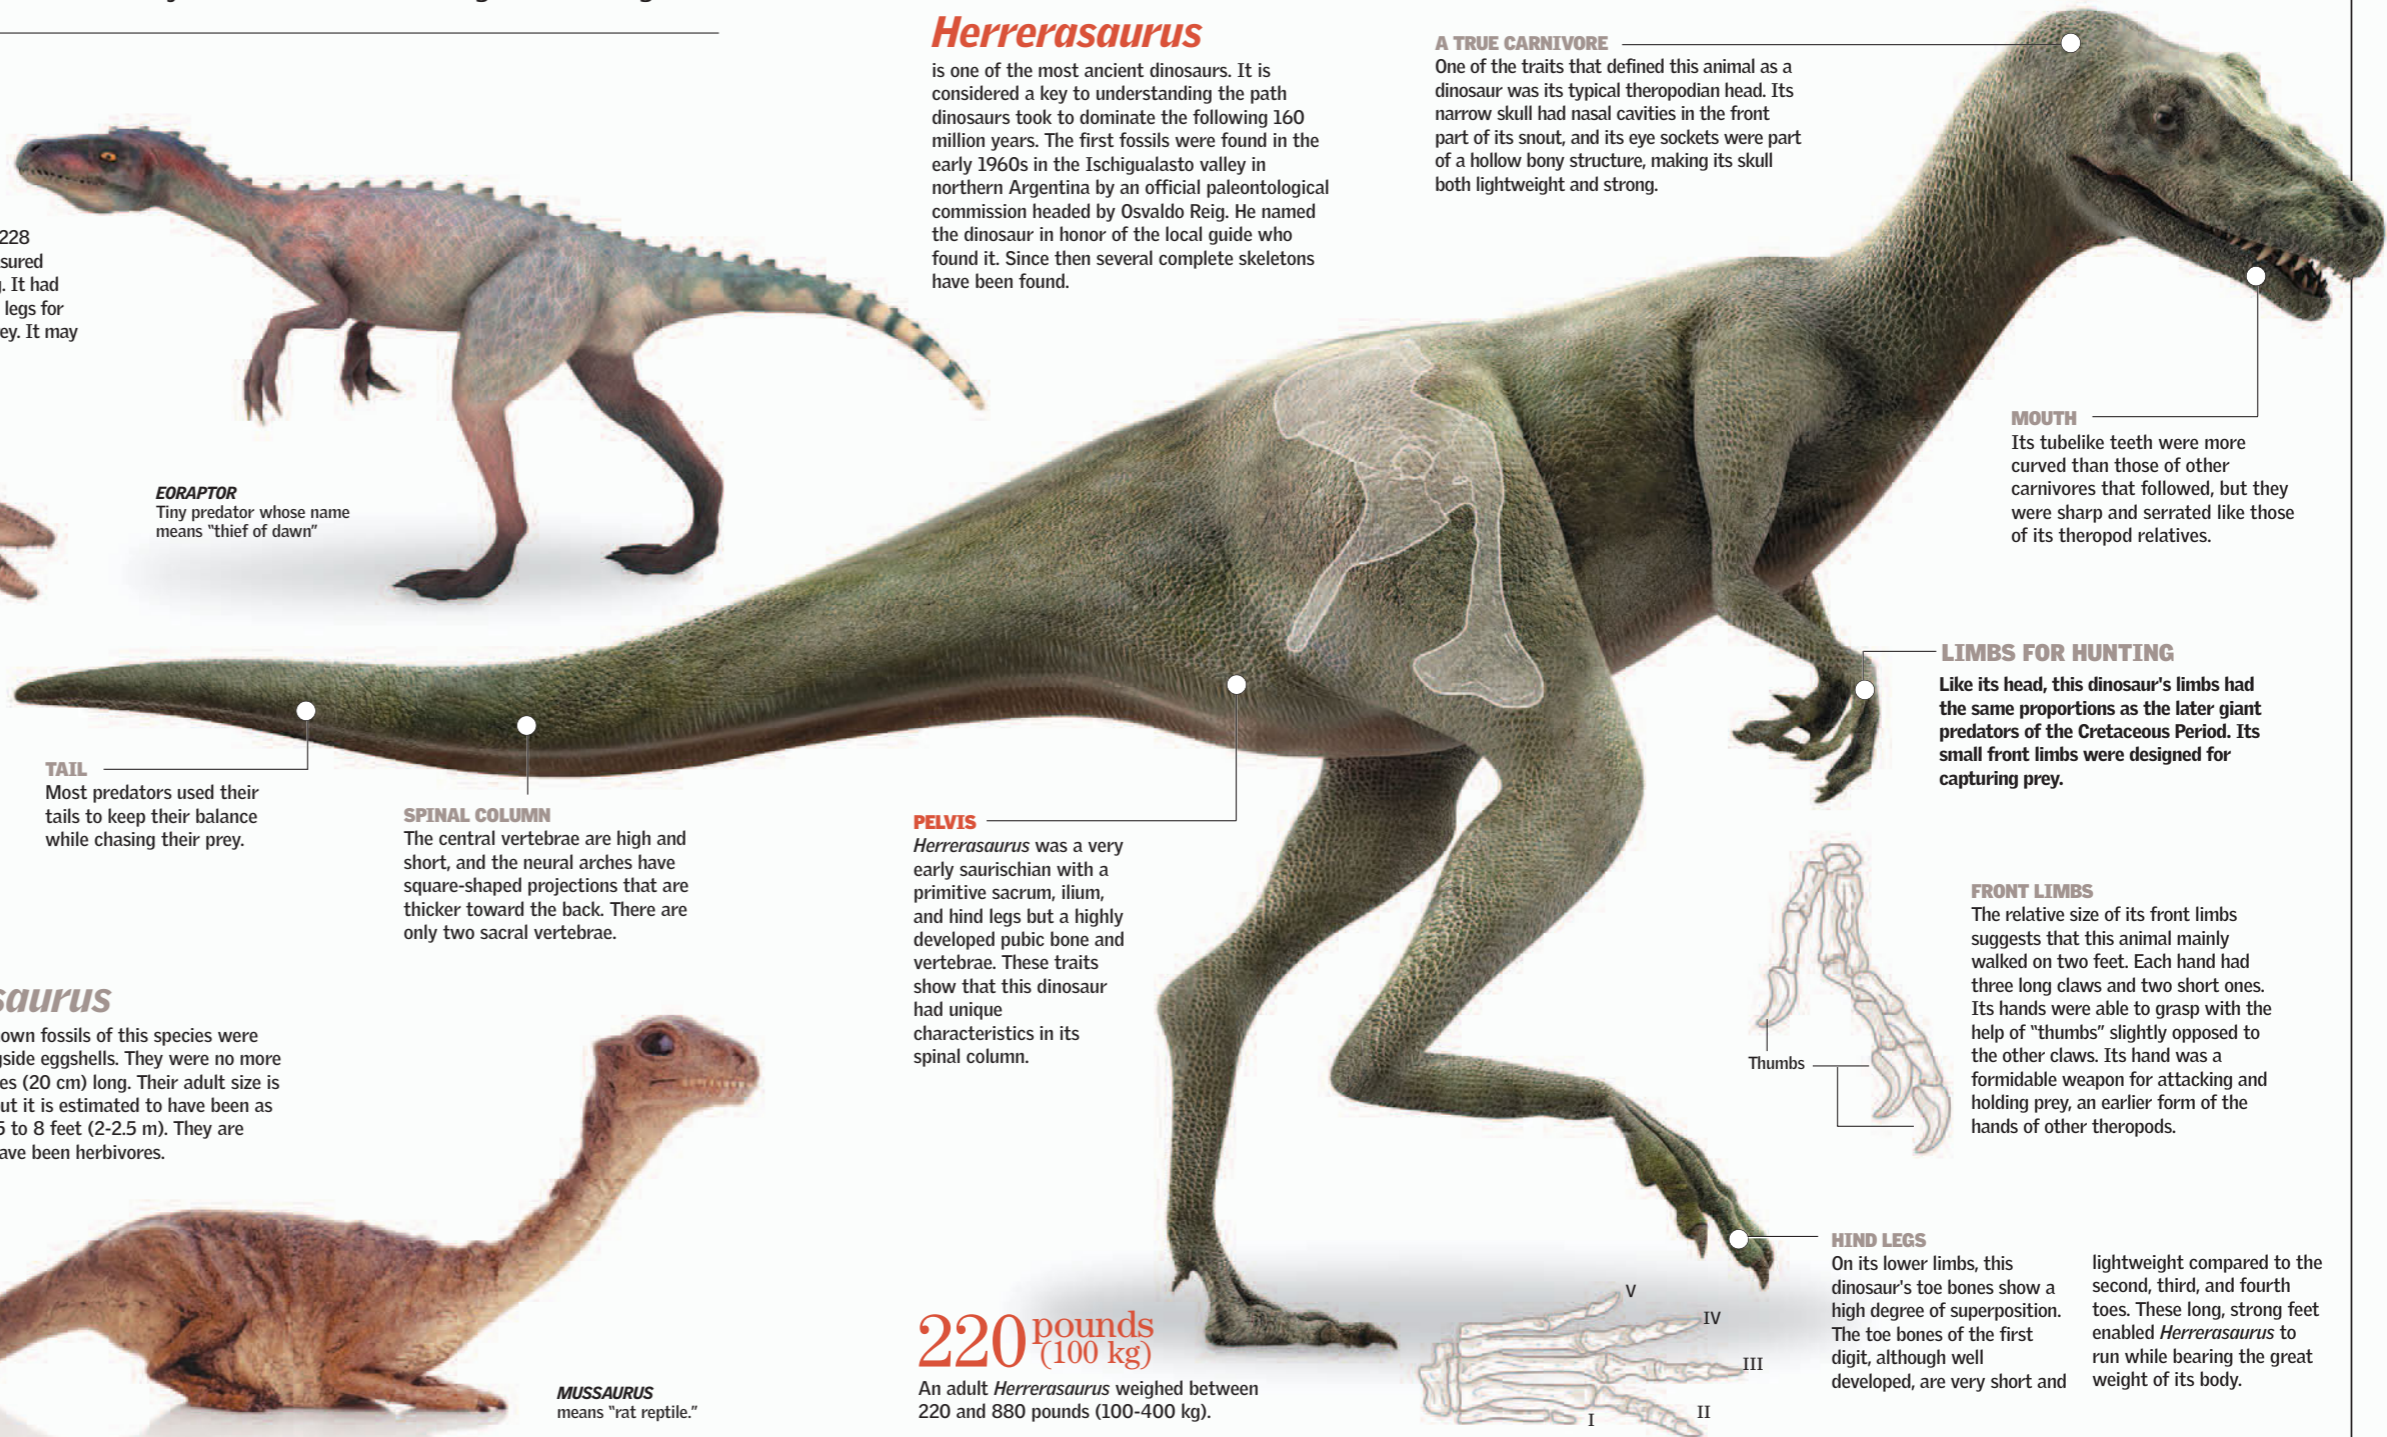 228
sured
. It had
legs for
ey. It may
EORAPTOR
Tiny predator whose name
means “thief of dawn”
Herrerasaurus
is one of the most ancient dinosaurs. It is
considered a key to understanding the path
dinosaurs took to dominate the following 160
million years. The first fossils were found in the
early 1960s in the Ischigualasto valley in
northern Argentina by an official paleontological
commission headed by Osvaldo Reig. He named
the dinosaur in honor of the local guide who
found it. Since then several complete skeletons
have been found.
A TRUE CARNIVORE
One of the traits that defined this animal as a
dinosaur was its typical theropodian head. Its
narrow skull had nasal cavities in the front
part of its snout, and its eye sockets were part
of a hollow bony structure, making its skull
both lightweight and strong.
MOUTH
Its tubelike teeth were more
curved than those of other
carnivores that followed, but they
were sharp and serrated like those
of its theropod relatives.
LIMBS FOR HUNTING
Like its head, this dinosaur's limbs had
the same proportions as the later giant
predators of the Cretaceous Period. Its
small front limbs were designed for
capturing prey.
TAIL
Most predators used their
tails to keep their balance
while chasing their prey.
SPINAL COLUMN
The central vertebrae are high and
short, and the neural arches have
square-shaped projections that are
thicker toward the back. There are
only two sacral vertebrae.
PELVIS
Herrerasaurus was a very
early saurischian with a
primitive sacrum, ilium,
and hind legs but a highly
developed pubic bone and
vertebrae. These traits
show that this dinosaur
had unique
characteristics in its
spinal column.
FRONT LIMBS
The relative size of its front limbs
suggests that this animal mainly
walked on two feet. Each hand had
three long claws and two short ones.
Its hands were able to grasp with the
help of “thumbs” slightly opposed to
the other claws. Its hand was a
formidable weapon for attacking and
holding prey, an earlier form of the
hands of other theropods.
Thumbs
saurus
own fossils of this species were
gside eggshells. They were no more
es (20 cm) long. Their adult size is
ut it is estimated to have been as
5 to 8 feet (2-2.5 m). They are
ave been herbivores.
MUSSAURUS
means “rat reptile.”
220 pounds
(100 kg)
An adult Herrerasaurus weighed between
220 and 880 pounds (100-400 kg).
V
IV
III
II
I
HIND LEGS
On its lower limbs, this
dinosaur's toe bones show a
high degree of superposition.
The toe bones of the first
digit, although well
developed, are very short and
lightweight compared to the
second, third, and fourth
toes. These long, strong feet
enabled Herrerasaurus to
run while bearing the great
weight of its body.